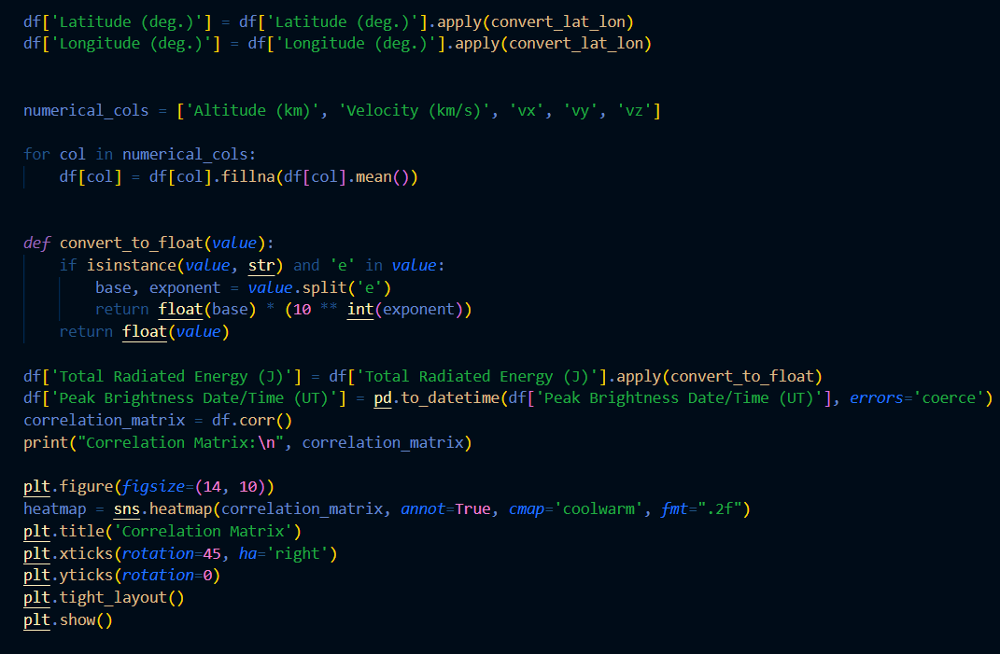 df['Latitude (deg.)'] = df['Latitude (deg.)'].apply(convert_lat_lon)
df['Longitude (deg.)'] = df['Longitude (deg.)'].apply(convert_lat_lon)
numerical_cols = ['Altitude (km)', 'Velocity (km/s)', 'vx', 'vy', 'vz']
for col in numerical_cols:
    df[col] = df[col].fillna(df[col].mean())
def convert_to_float(value):
    if isinstance(value, str) and 'e' in value:
        base, exponent = value.split('e')
        return float(base) * (10 ** int(exponent))
    return float(value)
df['Total Radiated Energy (J)'] = df['Total Radiated Energy (J)'].apply(convert_to_float)
df['Peak Brightness Date/Time (UT)'] = pd.to_datetime(df['Peak Brightness Date/Time (UT)'], errors='coerce')
correlation_matrix = df.corr()
print("Correlation Matrix:\n", correlation_matrix)
plt.figure(figsize=(14, 10))
heatmap = sns.heatmap(correlation_matrix, annot=True, cmap='coolwarm', fmt=".2f")
plt.title('Correlation Matrix')
plt.xticks(rotation=45, ha='right')
plt.yticks(rotation=0)
plt.tight_layout()
plt.show()